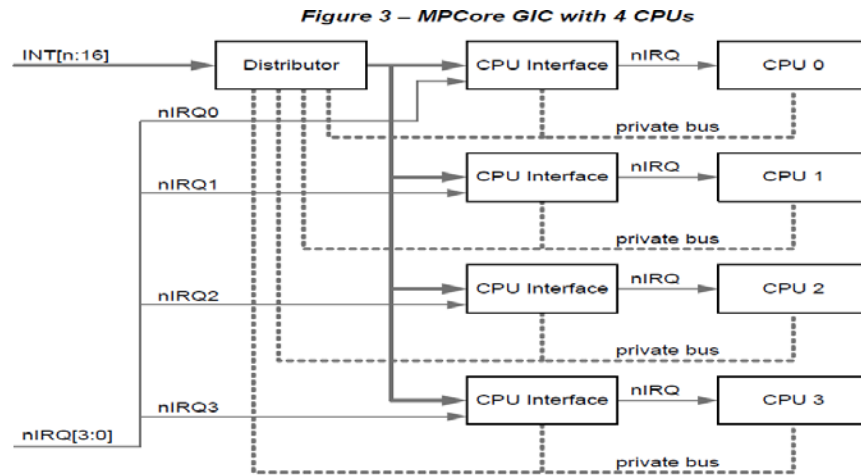 Figure 3 – MPCore GIC with 4 CPUs
INT[n:16]
Distributor
CPU Interface
nIRQ
CPU 0
nIRQ0
private bus
CPU Interface
nIRQ
CPU 1
nIRQ1
private bus
CPU Interface
nIRQ
CPU 2
nIRQ2
private bus
CPU Interface
nIRQ
CPU 3
nIRQ3
nIRQ[3:0]
private bus